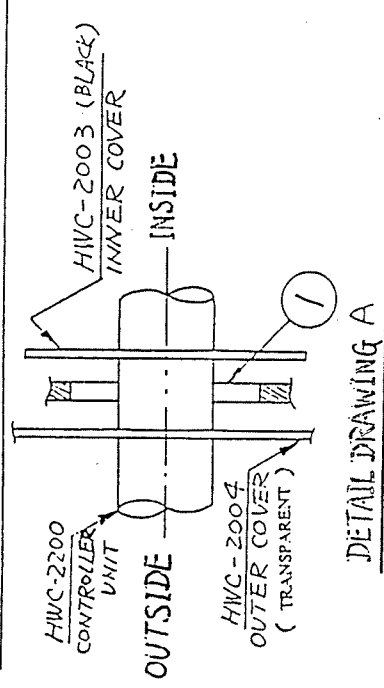 HWC-2003 (BLACK)
INNER COVER
HWC-2200
CONTROLLER
UNIT
OUTSIDE
INSIDE
HWC-2004
OUTER COVER
( TRANSPARENT )
1
DETAIL DRAWING A